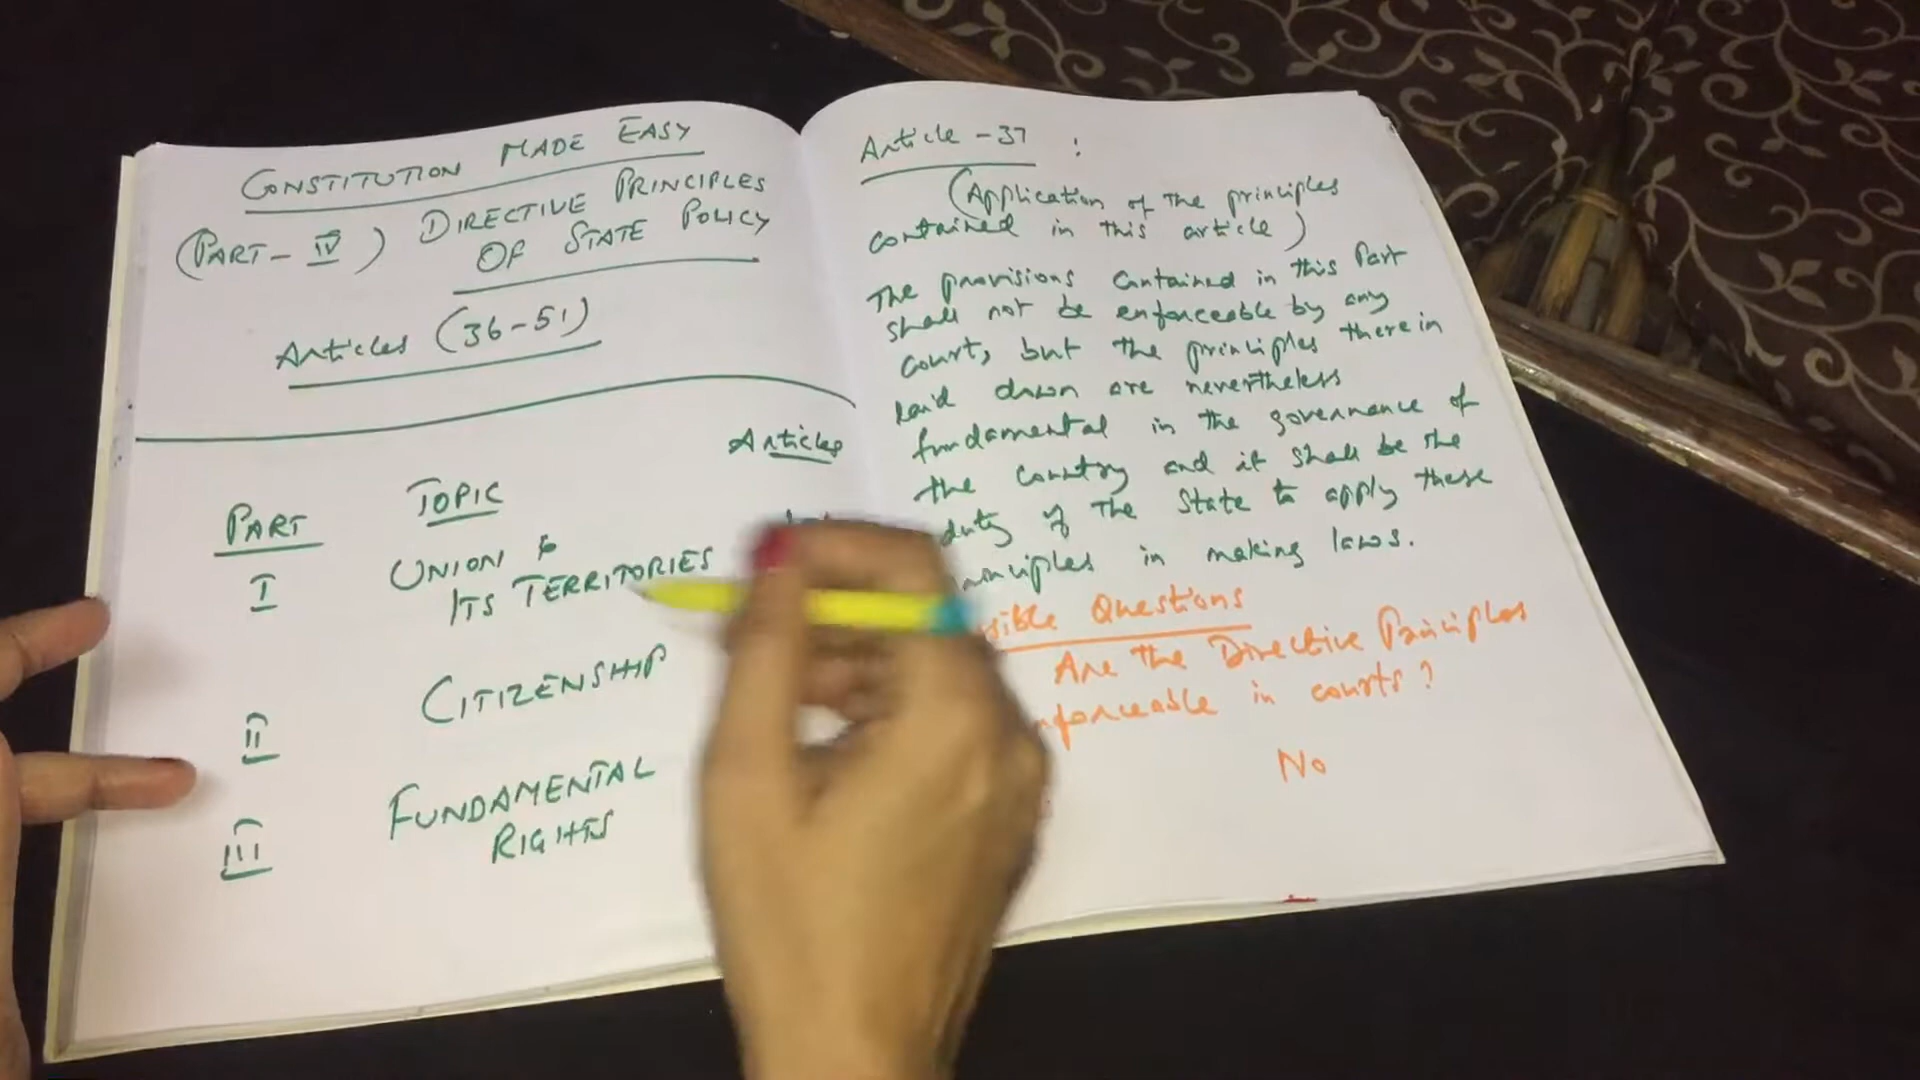 CONSTITUTION MADE EASY
(PART - IV) DIRECTIVE PRINCIPLES
OF STATE POLICY
Articles (36-51)
Articles
PART TOPIC
I UNION &
ITS TERRITORIES
II CITIZENSHIP
III FUNDAMENTAL
RIGHTS
Article - 37 :
(Application of the principles
contained in this article)
The provisions contained in this Part
shall not be enforceable by any
court, but the principles there in
laid down are nevertheless
fundamental in the governance of
the country and it shall be the
duty of the State to apply these
in making laws.
Questions
Are the Directive Principles
in courts?
No